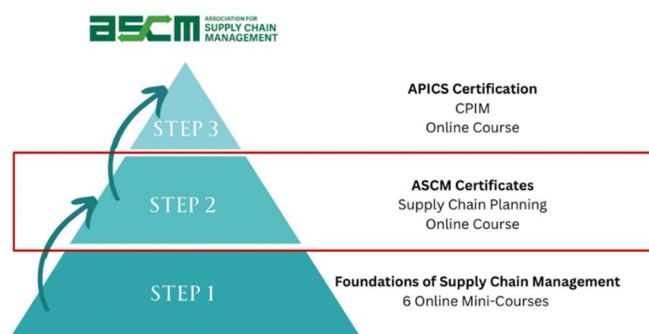 ascm ASSOCIATION FOR
SUPPLY CHAIN
MANAGEMENT
STEP 3
APICS Certification
CPIM
Online Course
STEP 2
ASCM Certificates
Supply Chain Planning
Online Course
STEP 1
Foundations of Supply Chain Management
6 Online Mini-Courses